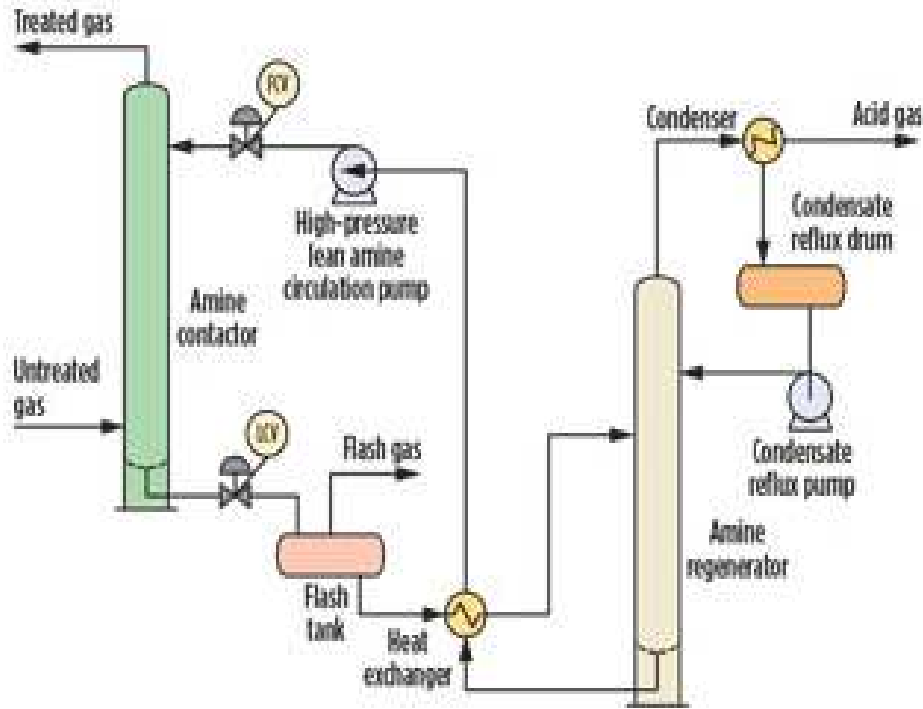 Treated gas
FCV
Condenser
Acid gas
High-pressure
lean amine
circulation pump
Condensate
reflux drum
Amine
contactor
Untreated
gas
LCV
Flash gas
Condensate
reflux pump
Amine
regenerator
Flash
tank
Heat
exchanger